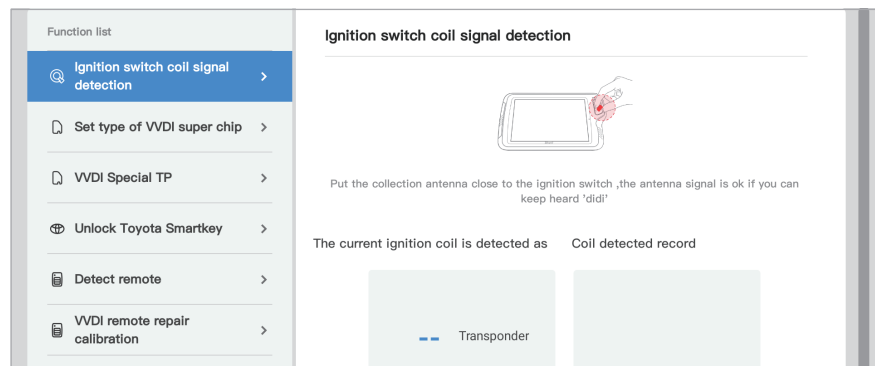 Function list
Ignition switch coil signal
detection
Set type of VVDI super chip
VVDI Special TP
Unlock Toyota Smartkey
Detect remote
VVDI remote repair
calibration
Ignition switch coil signal detection
Put the collection antenna close to the ignition switch ,the antenna signal is ok if you can
keep heard 'didi'
The current ignition coil is detected as
Coil detected record
-- Transponder